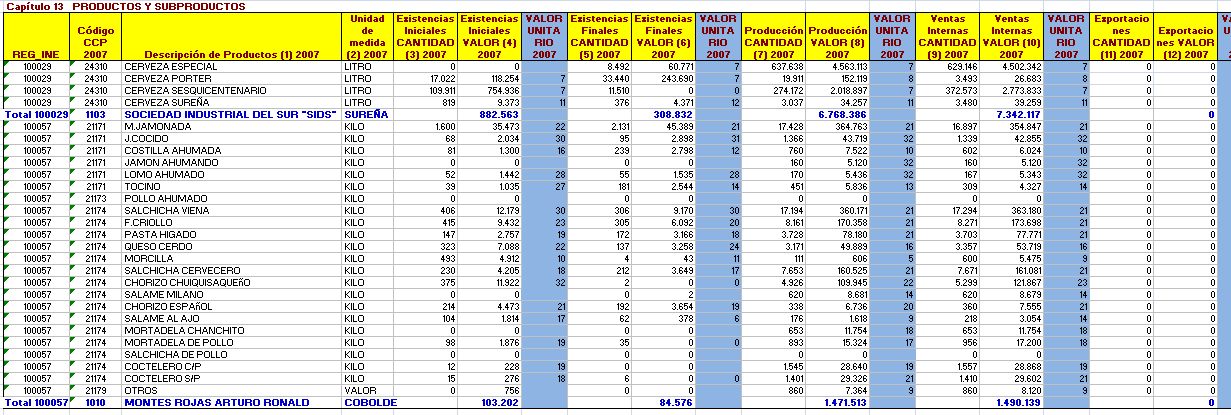 Capítulo 13 PRODUCTOS Y SUBPRODUCTOS
REG_INE Código CCP 2007 Descripción de Productos (1) 2007 Unidad de medida (2) 2007 Existencias Iniciales CANTIDAD (3) 2007 Existencias Iniciales VALOR (4) 2007 VALOR UNITA RIO 2007 Existencias Finales CANTIDAD (5) 2007 Existencias Finales VALOR (6) 2007 VALOR UNITA RIO 2007 Producción CANTIDAD (7) 2007 Producción VALOR (8) 2007 VALOR UNITA RIO 2007 Ventas Internas CANTIDAD (9) 2007 Ventas Internas VALOR (10) 2007 VALOR UNITA RIO 2007 Exportacio nes CANTIDAD (11) 2007 Exportacio nes VALOR (12) 2007
100029 24310 CERVEZA ESPECIAL LITRO 0 0 8.492 60.771 7 637.638 4.563.113 7 629.146 4.502.342 7 0 0
100029 24310 CERVEZA PORTER LITRO 17.022 118.254 7 33.440 243.690 7 19.911 152.119 8 3.493 26.683 8 0 0
100029 24310 CERVEZA SESQUICENTENARIO LITRO 109.911 754.936 7 11.510 0 0 274.172 2.018.897 7 372.573 2.773.833 7 0 0
100029 24310 CERVEZA SUREÑA LITRO 819 9.373 11 376 4.371 12 3.037 34.257 11 3.480 39.259 11 0 0
Total 100029 1103 SOCIEDAD INDUSTRIAL DEL SUR "SIDS" SUREÑA 882.563 308.832 6.768.386 7.342.117 0
100057 21171 MJAMONADA KILO 1.600 35.473 22 2.131 45.389 21 17.428 364.763 21 16.897 354.847 21 0 0
100057 21171 J.COCIDO KILO 68 2.034 30 95 2.898 31 1.366 43.719 32 1.339 42.855 32 0 0
100057 21171 COSTILLA AHUMADA KILO 81 1.300 16 234 2.798 12 760 7.522 10 602 6.024 10 0 0
100057 21171 JAMON AHUMANDO KILO 0 0 0 0 160 5.120 32 160 5.120 32 0 0
100057 21171 LOMO AHUMADO KILO 52 1.442 28 55 1.535 28 170 5.436 32 167 5.343 32 0 0
100057 21171 TOCINO KILO 39 1.035 27 181 2.544 14 451 5.836 13 309 4.327 14 0 0
100057 21173 POLLO AHUMADO KILO 0 0 0 0 0 0 0 0 0 0
100057 21174 SALCHICHA VIENA KILO 406 12.179 30 306 9.170 30 17.194 360.171 21 17.294 363.180 21 0 0
100057 21174 F.CRIOLLO KILO 415 9.432 23 305 6.092 20 8.161 170.358 21 8.271 173.698 21 0 0
100057 21174 PASTA HIGADO KILO 147 2.757 19 172 3.166 18 3.728 78.180 21 3.703 77.771 21 0 0
100057 21174 QUESO CERDO KILO 323 7.088 22 137 3.258 24 3.171 49.889 16 3.357 53.719 16 0 0
100057 21174 MORCILLA KILO 493 4.912 10 4 43 11 111 606 5 600 5.475 9 0 0
100057 21174 SALCHICHA CERVECERO KILO 230 4.205 18 212 3.649 17 7.653 160.525 21 7.671 161.081 21 0 0
100057 21174 CHORIZO CHUIQUISAQUEñO KILO 375 11.922 32 2 0 0 4.926 109.945 22 5.299 121.867 23 0 0
100057 21174 SALAME MILANO KILO 0 0 0 2 620 8.681 14 620 8.679 14 0 0
100057 21174 CHORIZO ESPAñOL KILO 214 4.473 21 192 3.654 19 338 6.736 20 360 7.555 21 0 0
100057 21174 SALAME AL AJO KILO 104 1.814 17 62 378 6 176 1.618 9 218 3.054 14 0 0
100057 21174 MORTADELA CHANCHITO KILO 0 0 0 0 653 11.754 18 653 11.754 18 0 0
100057 21174 MORTADELA DE POLLO KILO 98 1.876 19 35 0 0 893 15.324 17 956 17.200 18 0 0
100057 21174 SALCHICHA DE POLLO KILO 0 0 0 0 0 0 0 0 0 0
100057 21174 COCTELERO C/P KILO 12 228 19 0 0 1.545 28.640 19 1.557 28.868 19 0 0
100057 21174 COCTELERO S/P KILO 15 276 18 6 0 0 1.401 29.326 21 1.410 29.602 21 0 0
100057 21179 OTROS VALOR 0 756 0 0 860 7.364 9 860 8.120 9 0 0
Total 100057 1010 MONTES ROJAS ARTURO RONALD COBOLDE 103.202 84.576 1.471.513 1.490.139 0